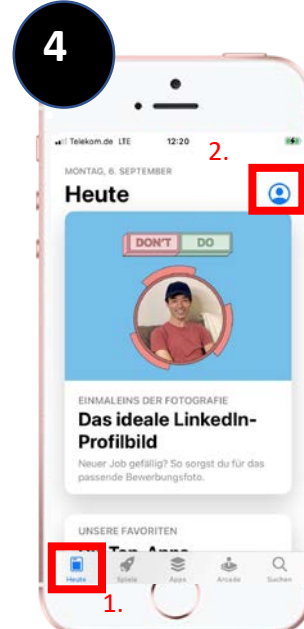 4
Telekom.de LTE 12:20
2.
MONTAG, 6. SEPTEMBER
Heute
DON'T DO
EINMALEINS DER FOTOGRAFIE
Das ideale LinkedIn-
Profilbild
Neuer Job gefällig? So sorgst du für das
passende Bewerbungsfoto.
UNSERE FAVORITEN
Heute Spiele Apps Arcade Suchen
1.